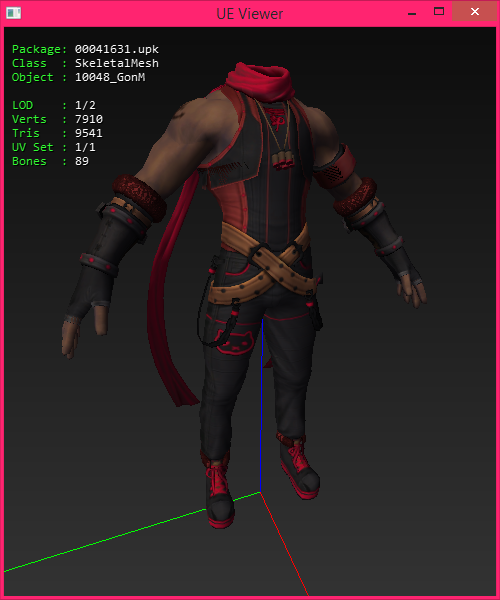 UE Viewer
Package: 00041631.upk
Class  : SkeletalMesh
Object : 10048_GonM
LOD    : 1/2
Verts  : 7910
Tris   : 9541
UV Set : 1/1
Bones  : 89